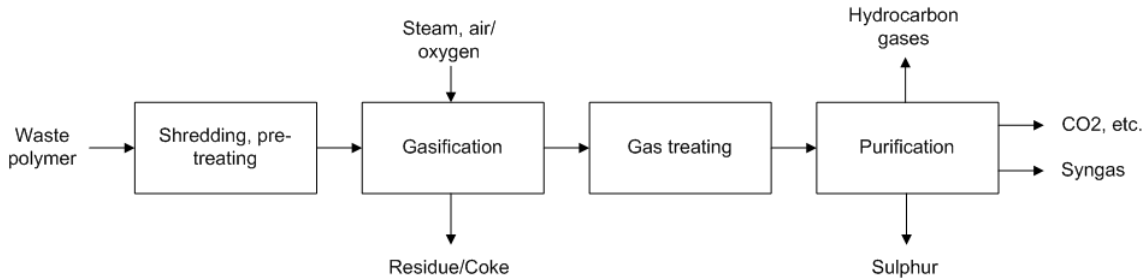 Waste
polymer
Shredding, pre-
treating
Steam, air/
oxygen
Gasification
Residue/Coke
Gas treating
Hydrocarbon
gases
Purification
CO2, etc.
Syngas
Sulphur